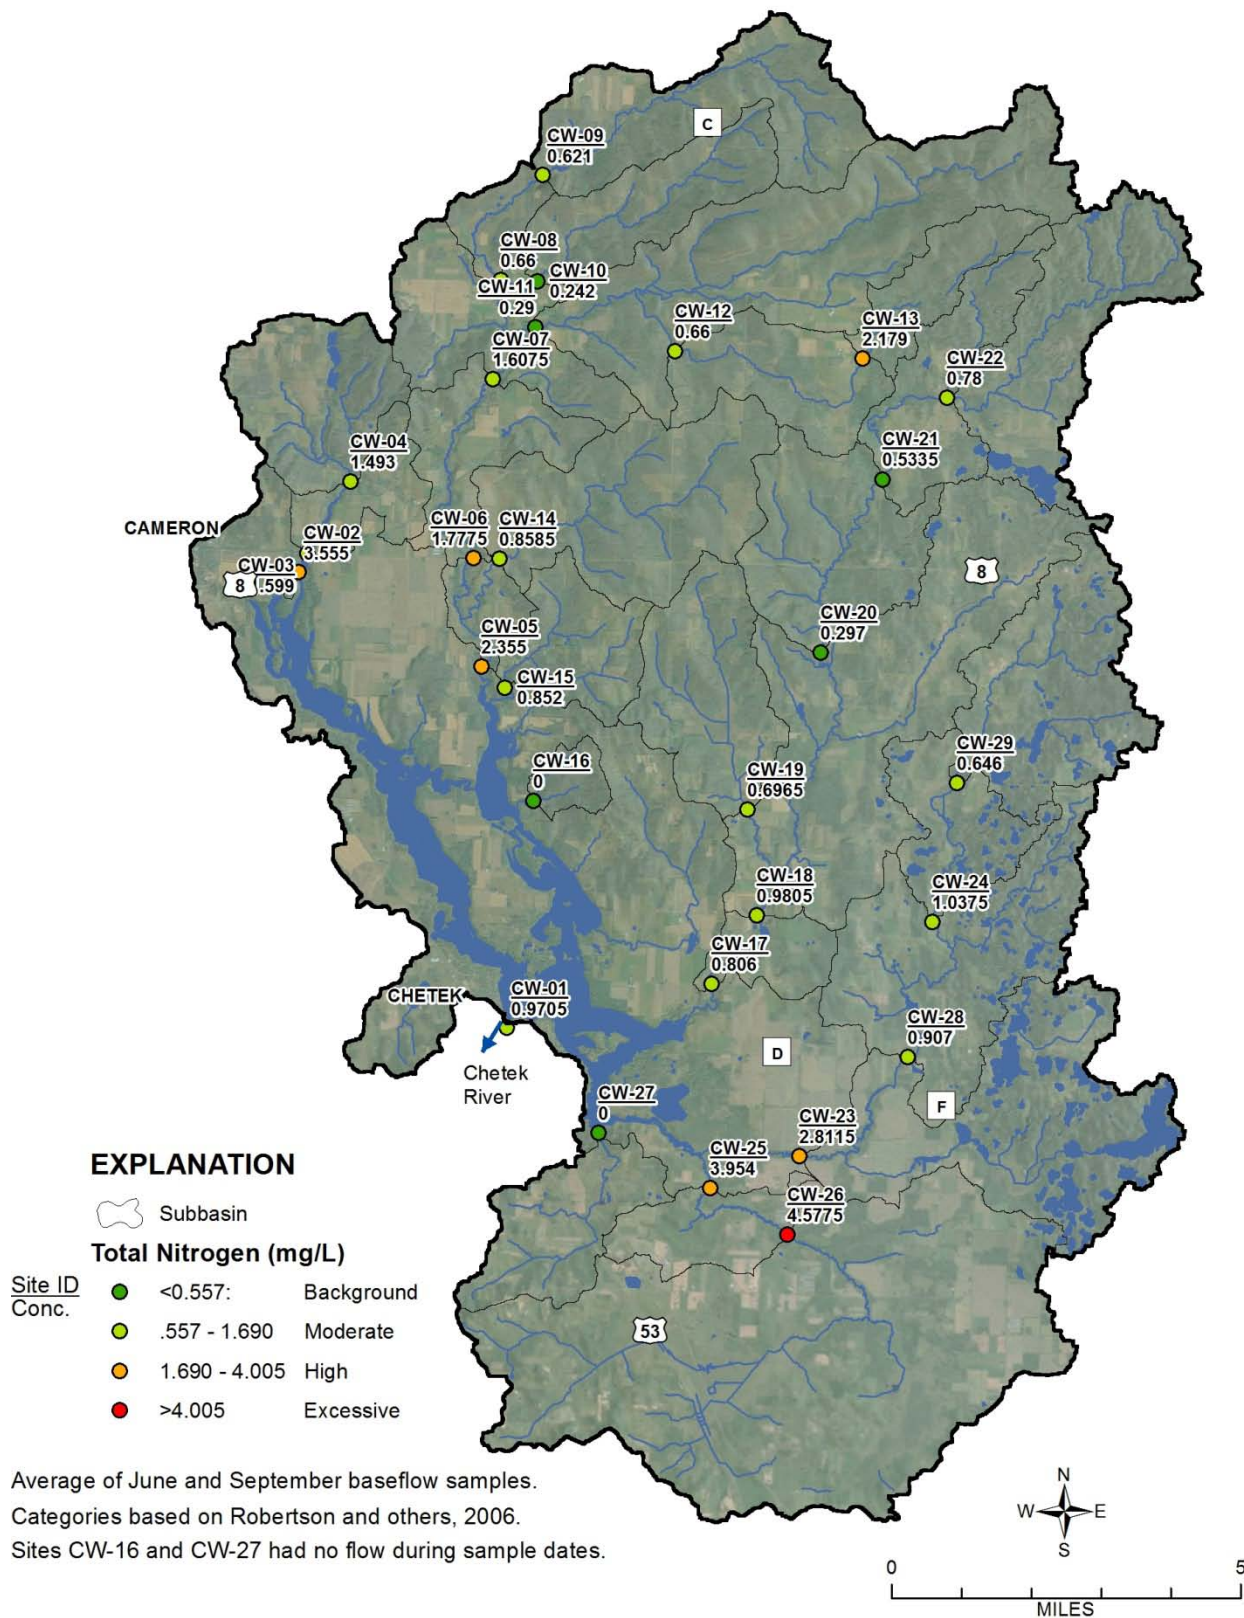 C
CW-09
0.621
CW-08
0.66
CW-10
0.242
CW-11
0.29
CW-12
0.66
CW-13
2.179
CW-07
1.6075
CW-22
0.78
CW-04
1.493
CW-21
0.5335
CAMERON
CW-02
3.555
CW-06
1.7775
CW-14
0.8585
CW-03
.599
8
8
CW-20
0.297
CW-05
2.355
CW-15
0.852
CW-29
0.646
CW-16
0
CW-19
0.6965
CW-18
0.9805
CW-24
1.0375
CW-17
0.806
CHETEK
CW-01
0.9705
CW-28
0.907
D
Chetek
River
CW-27
0
F
CW-23
2.8115
CW-25
3.954
CW-26
4.5775
53
EXPLANATION
Subbasin
Total Nitrogen (mg/L)
Site ID
Conc.
<0.557: Background
.557 - 1.690 Moderate
1.690 - 4.005 High
>4.005 Excessive
Average of June and September baseflow samples.
Categories based on Robertson and others, 2006.
Sites CW-16 and CW-27 had no flow during sample dates.
N
W E
S
0 5
MILES